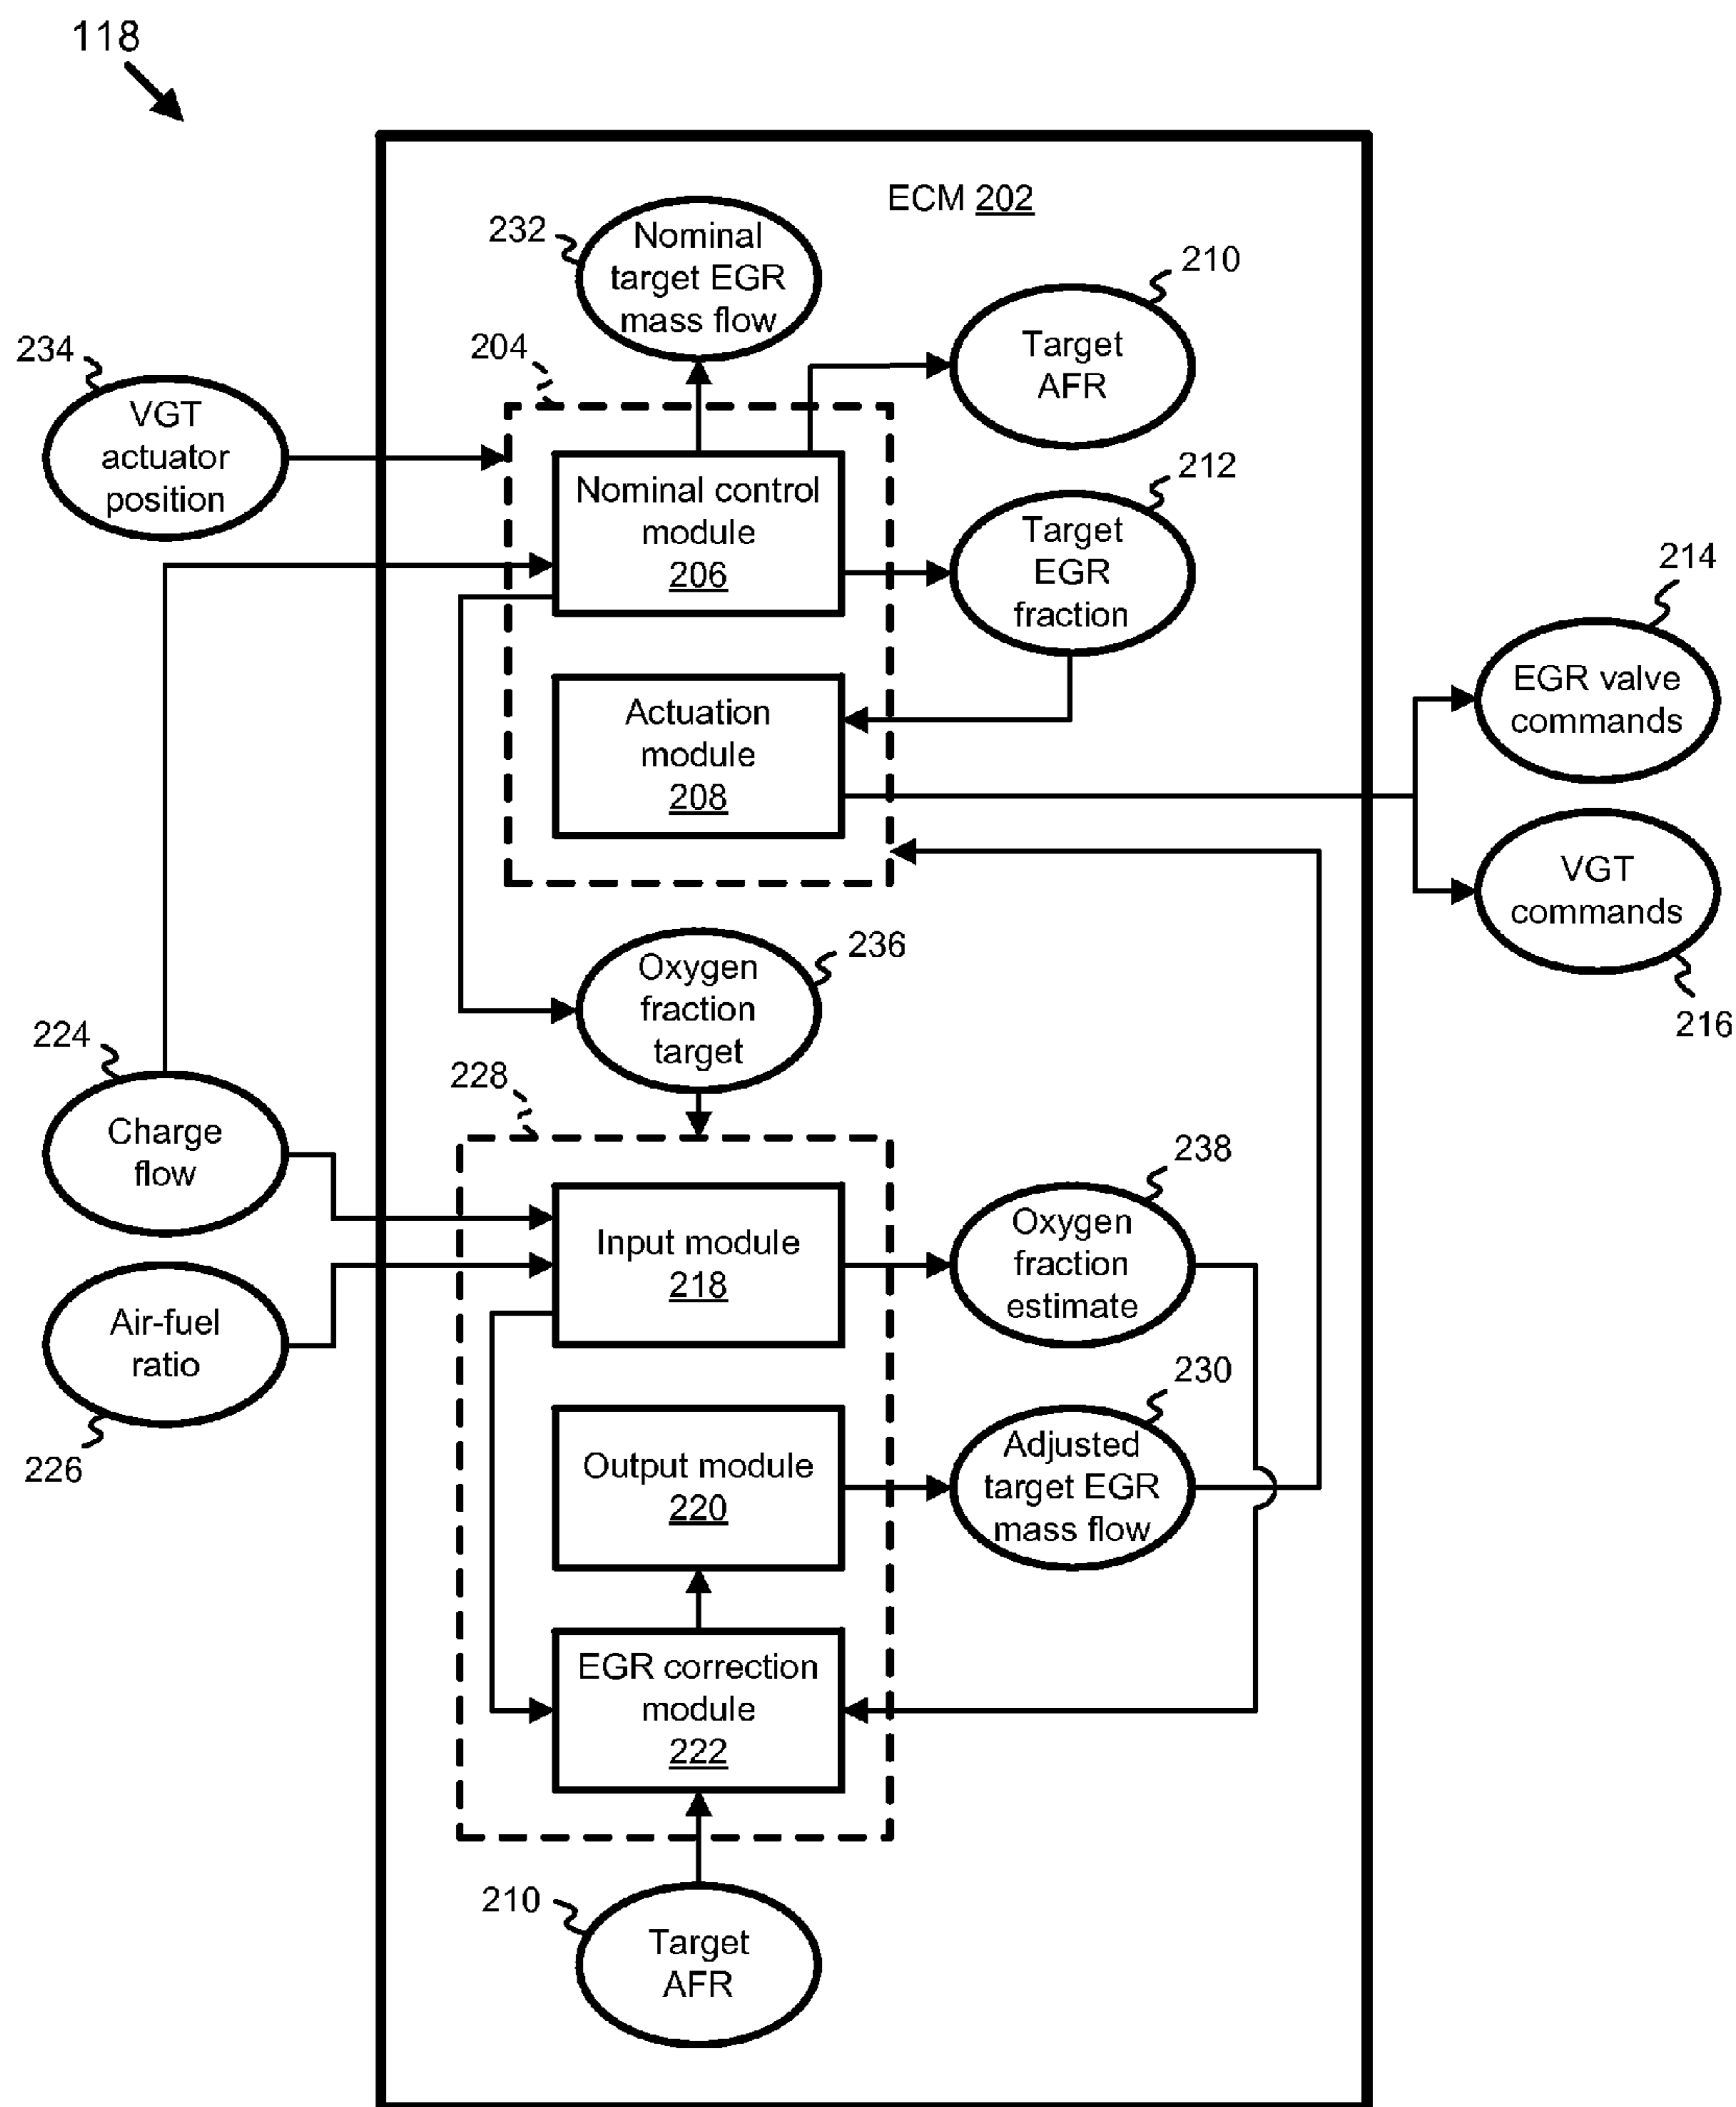 118
ECM 202
232
Nominal
target EGR
mass flow
210
Target
AFR
204
234
VGT
actuator
position
Nominal control
module
206
212
Target
EGR
fraction
214
EGR valve
commands
Actuation
module
208
VGT
commands
216
236
Oxygen
fraction
target
224
Charge
flow
228
Input module
218
238
Oxygen
fraction
estimate
Air-fuel
ratio
226
Output module
220
230
Adjusted
target EGR
mass flow
EGR correction
module
222
210
Target
AFR